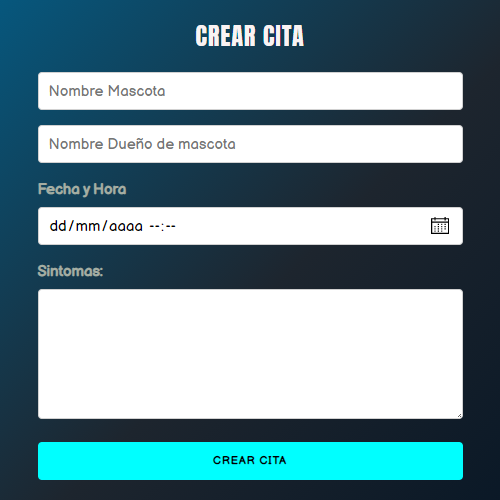 CREAR CITA
Nombre Mascota
Nombre Dueño de mascota
Fecha y Hora
dd/mm/aaaa --:--
Sintomas:
CREAR CITA